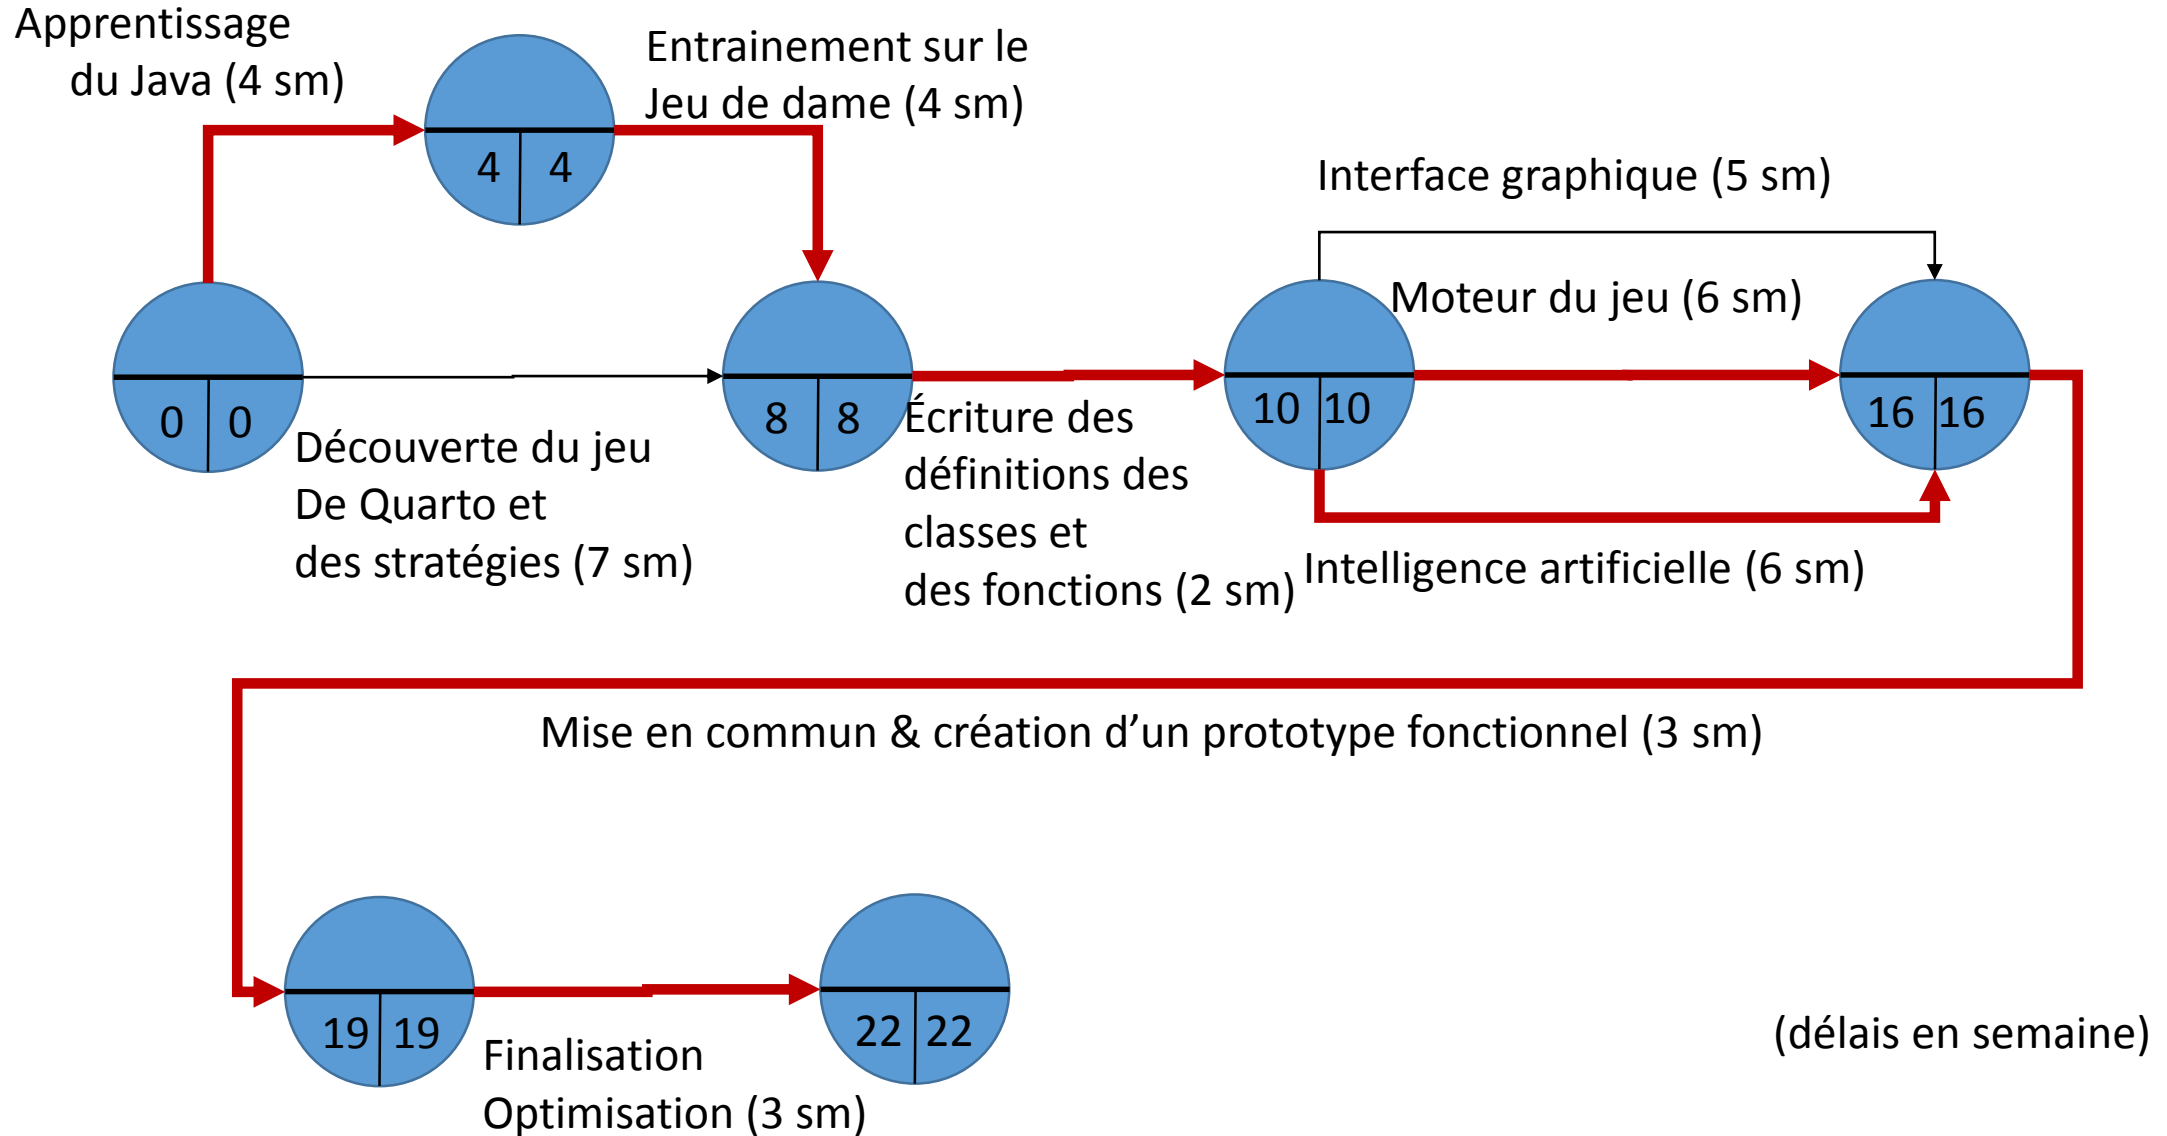 Apprentissage
du Java (4 sm)
Entrainement sur le
Jeu de dame (4 sm)
4 4
Interface graphique (5 sm)
Moteur du jeu (6 sm)
0 0
8 8
10 10
16 16
Découverte du jeu
De Quarto et
des stratégies (7 sm)
Écriture des
définitions des
classes et
des fonctions (2 sm)
Intelligence artificielle (6 sm)
Mise en commun & création d’un prototype fonctionnel (3 sm)
19 19
22 22
Finalisation
Optimisation (3 sm)
(délais en semaine)